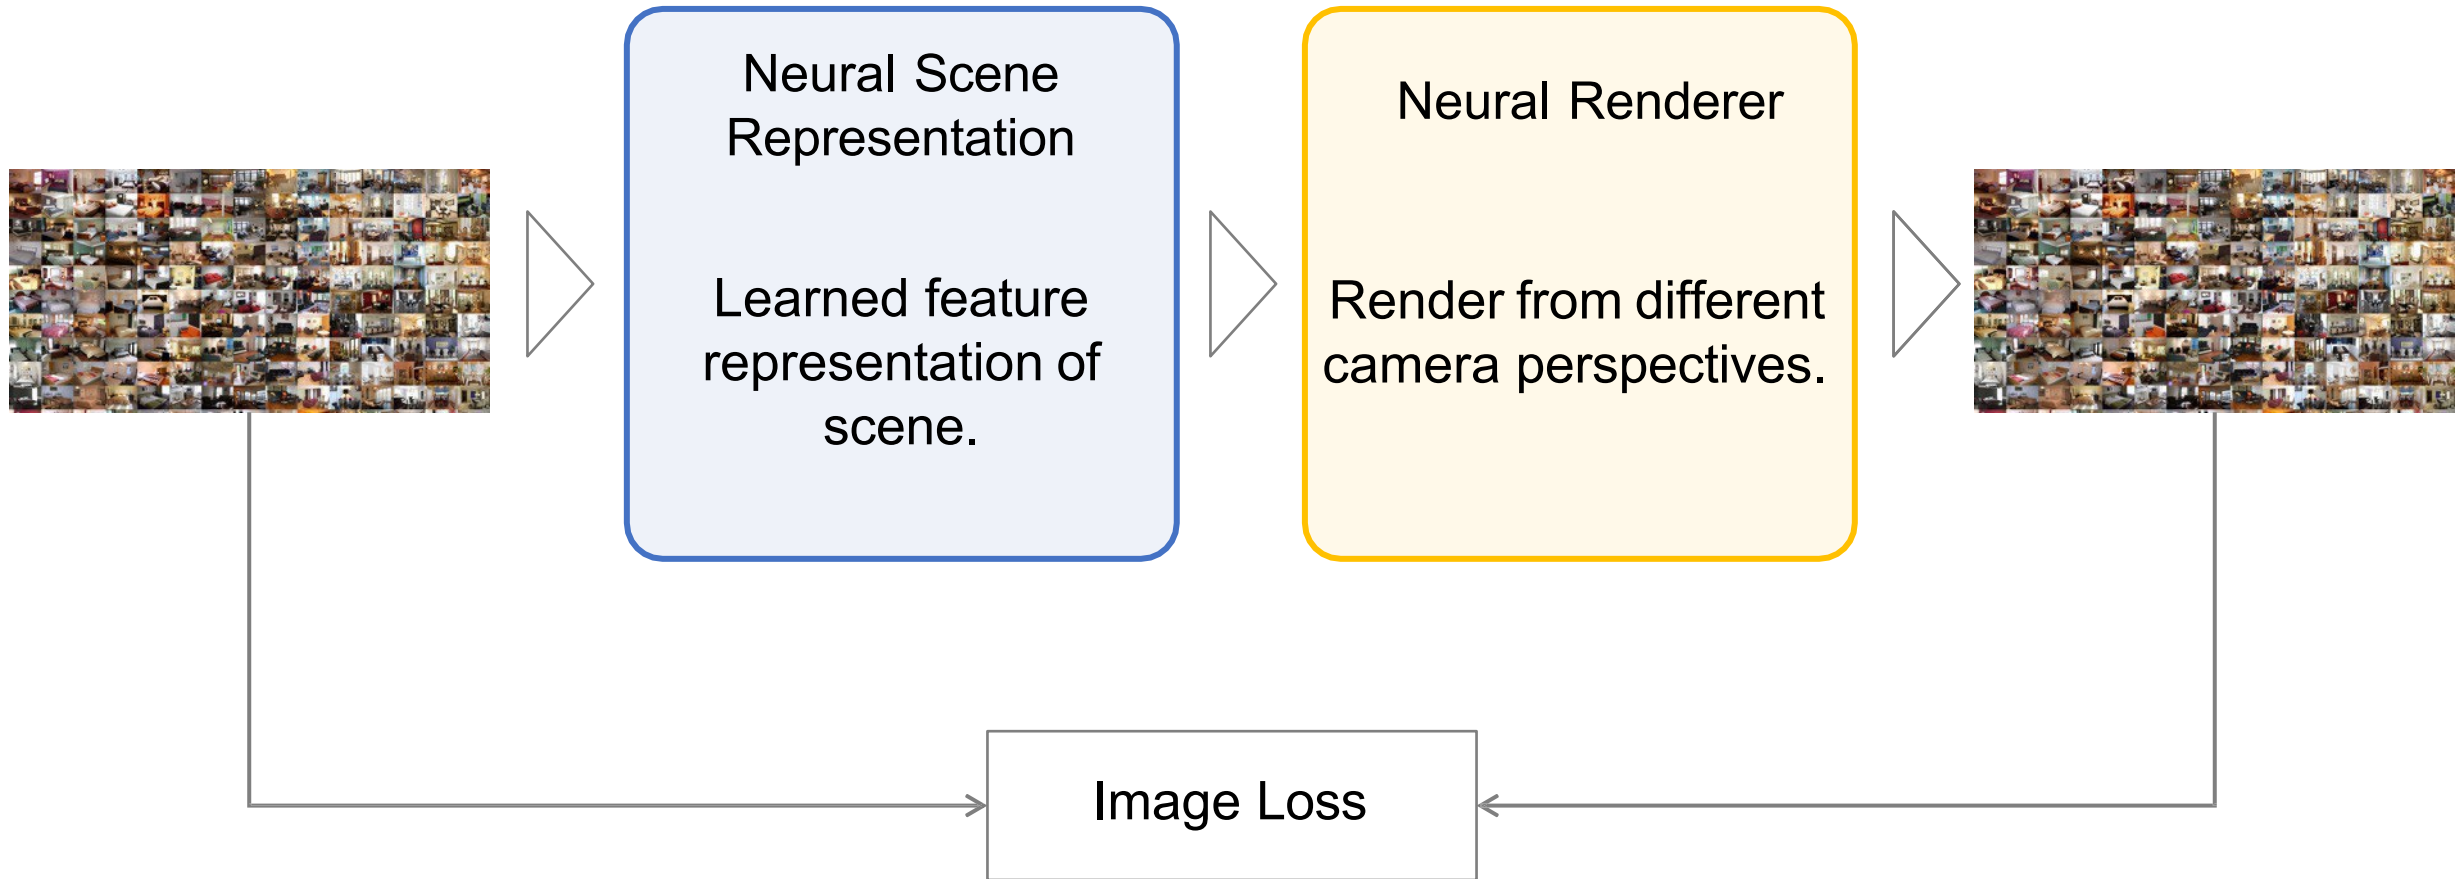 Neural Scene
Representation
Learned feature
representation of
scene.
Neural Renderer
Render from different
camera perspectives.
Image Loss